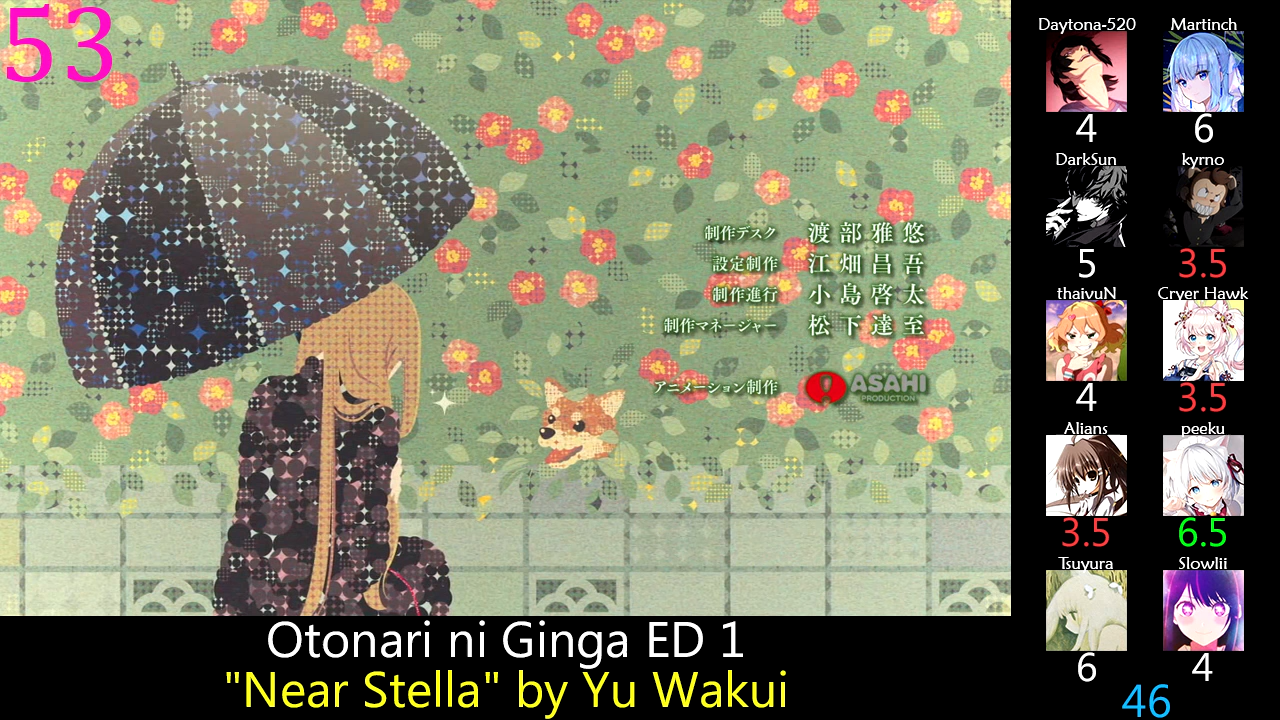 53
制作デスク 渡部雅悠
設定制作 江畑昌吾
制作進行 小島啓太
制作マネージャー 松下達至
アニメーション制作 ASAHI
PRODUCTION
Otonari ni Ginga ED 1
"Near Stella" by Yu Wakui
Daytona-520 Martinch
4 6
DarkSun kyrno
5 3.5
thaivuN Cryer Hawk
4 3.5
Alians peeku
3.5 6.5
Tsuyura Slowlii
6 4
46